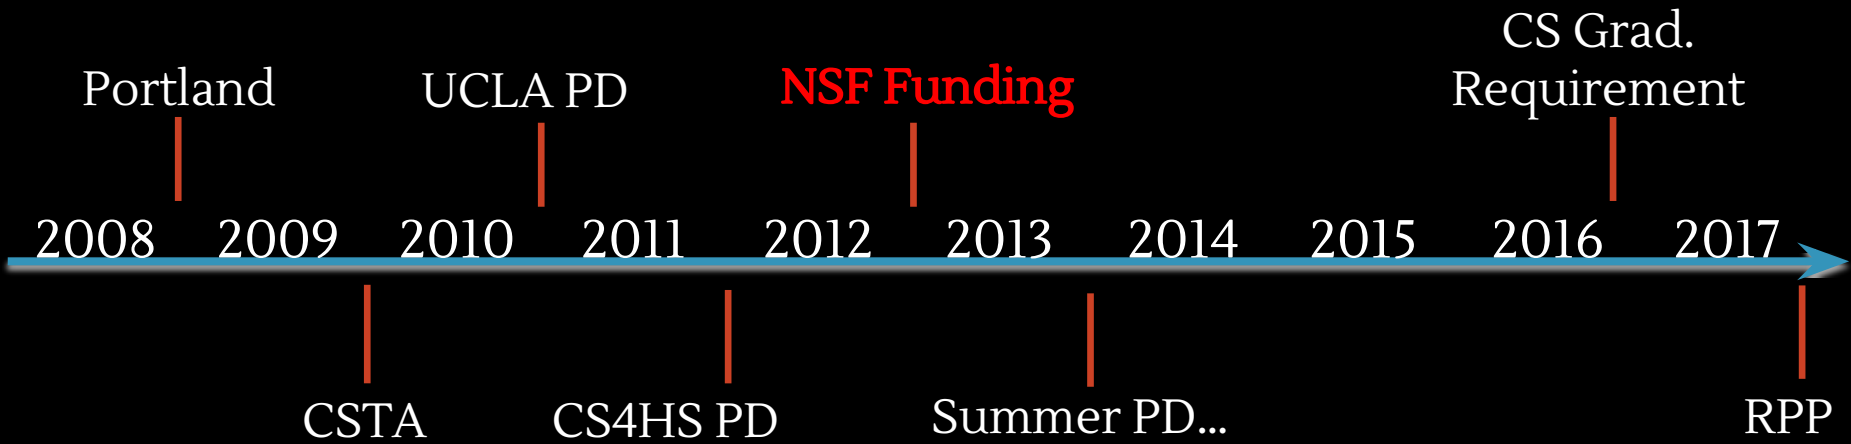 CS Grad.
Requirement
Portland
UCLA PD
NSF Funding
2008 2009 2010 2011 2012 2013 2014 2015 2016 2017
CSTA
CS4HS PD
Summer PD...
RPP